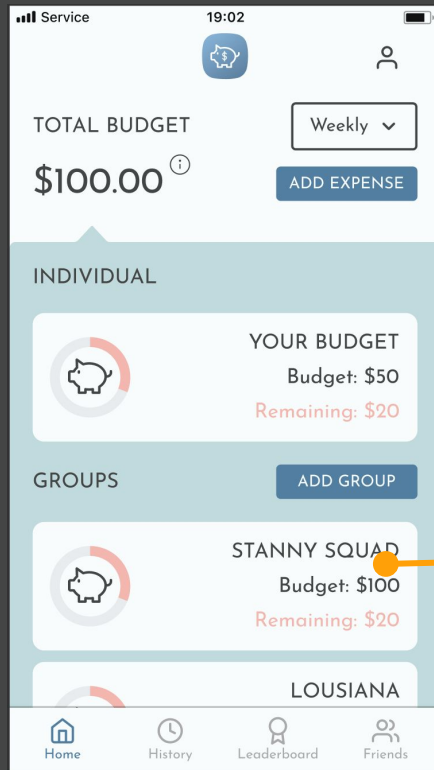 Service
19:02
$
TOTAL BUDGET
Weekly
$100.00 i
ADD EXPENSE
INDIVIDUAL
YOUR BUDGET
Budget: $50
Remaining: $20
GROUPS
ADD GROUP
STANNY SQUAD
Budget: $100
Remaining: $20
LOUSIANA
Home
History
Leaderboard
Friends